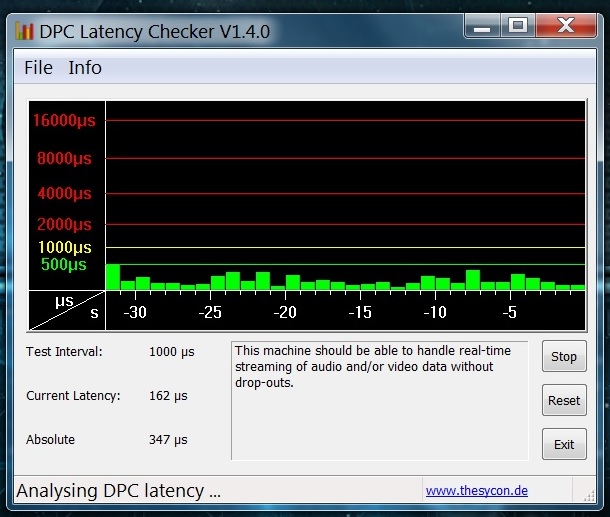 DPC Latency Checker V1.4.0
File Info
16000µs
8000µs
4000µs
2000µs
1000µs
500µs
µs
s
-30 -25 -20 -15 -10 -5
Test Interval: 1000 µs
Current Latency: 162 µs
Absolute 347 µs
This machine should be able to handle real-time
streaming of audio and/or video data without
drop-outs.
Stop
Reset
Exit
Analysing DPC latency ...
www.thesycon.de